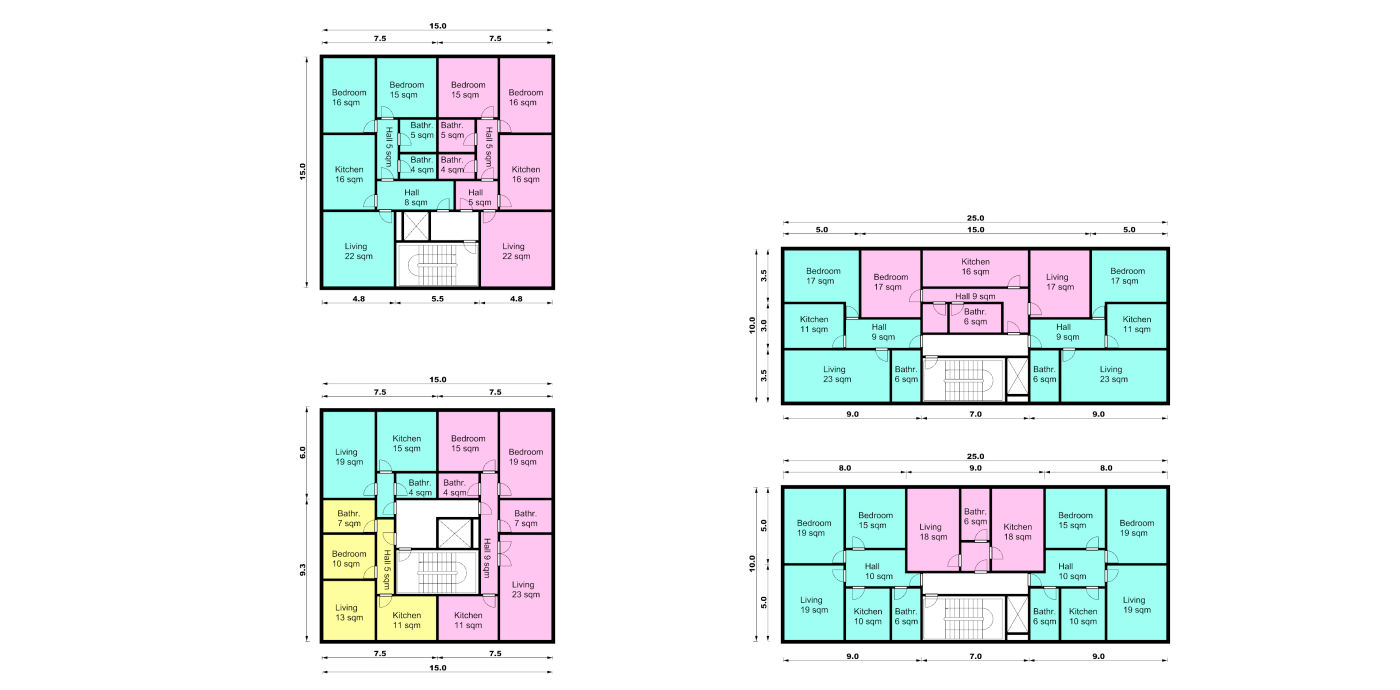 15.0
7.5 7.5
15.0
Bedroom
16 sqm
Bedroom
15 sqm
Bedroom
15 sqm
Bedroom
16 sqm
Hall 5 sqm
Bathr.
5 sqm
Bathr.
5 sqm
Hall 5 sqm
Kitchen
16 sqm
Bathr.
4 sqm
Bathr.
4 sqm
Kitchen
16 sqm
Hall
8 sqm
Hall
5 sqm
Living
22 sqm
Living
22 sqm
4.8 5.5 4.8
25.0
5.0 15.0 5.0
10.0
3.5
3.0
3.5
Bedroom
17 sqm
Bedroom
17 sqm
Kitchen
16 sqm
Living
17 sqm
Bedroom
17 sqm
Hall 9 sqm
Kitchen
11 sqm
Hall
9 sqm
Bathr.
6 sqm
Hall
9 sqm
Kitchen
11 sqm
Living
23 sqm
Bathr.
6 sqm
Bathr.
6 sqm
Living
23 sqm
9.0 7.0 9.0
15.0
7.5 7.5
6.0
9.3
Living
19 sqm
Kitchen
15 sqm
Bedroom
15 sqm
Bedroom
19 sqm
Bathr.
4 sqm
Bathr.
4 sqm
Bathr.
7 sqm
Bathr.
7 sqm
Bedroom
10 sqm
Hall 5 sqm
Hall 9 sqm
Living
23 sqm
Living
13 sqm
Kitchen
11 sqm
Kitchen
11 sqm
7.5 7.5
15.0
25.0
8.0 9.0 8.0
10.0
5.0
5.0
Bedroom
19 sqm
Bedroom
15 sqm
Living
18 sqm
Bathr.
6 sqm
Kitchen
18 sqm
Bedroom
15 sqm
Bedroom
19 sqm
Hall
10 sqm
Hall
10 sqm
Living
19 sqm
Kitchen
10 sqm
Bathr.
6 sqm
Bathr.
6 sqm
Kitchen
10 sqm
Living
19 sqm
9.0 7.0 9.0